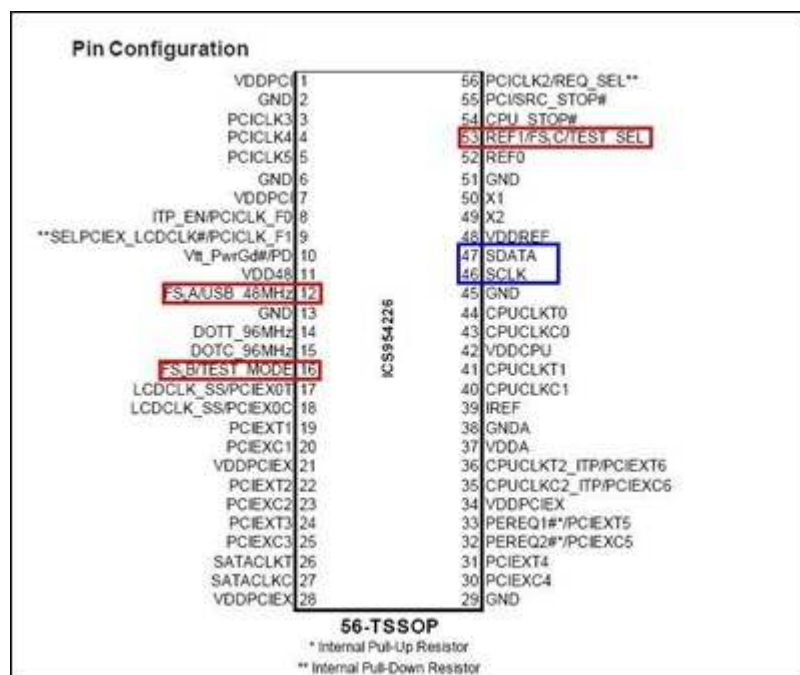 Pin Configuration
VDDPCI 1
GND 2
PCICLK3 3
PCICLK4 4
PCICLK5 5
GND 6
VDDPCI 7
ITP_EN/PCICLK_F0 8
**SELPCIEX_LCDCLK#/PCICLK_F1 9
Vtt_PwrGd#/PD 10
VDD48 11
FSLA/USB_48MHz 12
GND 13
DOTT_96MHz 14
DOTC_96MHz 15
FSLB/TEST_MODE 16
LCDCLK_SS/PCIEX0T 17
LCDCLK_SS/PCIEX0C 18
PCIEXT1 19
PCIEXC1 20
VDDPCIEX 21
PCIEXT2 22
PCIEXC2 23
PCIEXT3 24
PCIEXC3 25
SATACLKT 26
SATACLKC 27
VDDPCIEX 28
ICS954226
56 PCICLK2/REQ_SEL**
55 PCI/SRC_STOP#
54 CPU_STOP#
53 REF1/FSLC/TEST_SEL
52 REF0
51 GND
50 X1
49 X2
48 VDDREF
47 SDATA
46 SCLK
45 GND
44 CPUCLKT0
43 CPUCLKC0
42 VDDCPU
41 CPUCLKT1
40 CPUCLKC1
39 IREF
38 GNDA
37 VDDA
36 CPUCLKT2_ITP/PCIEXT6
35 CPUCLKC2_ITP/PCIEXC6
34 VDDPCIEX
33 PEREQ1#*/PCIEXT5
32 PEREQ2#*/PCIEXC5
31 PCIEXT4
30 PCIEXC4
29 GND
56-TSSOP
* Internal Pull-Up Resistor
** Internal Pull-Down Resistor